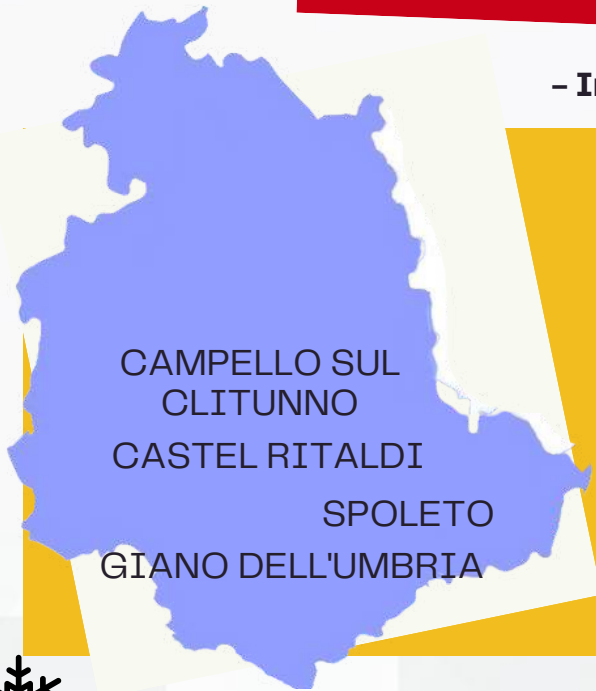 CAMPELLO SUL
CLITUNNO
CASTEL RITALDI
SPOLETO
GIANO DELL'UMBRIA